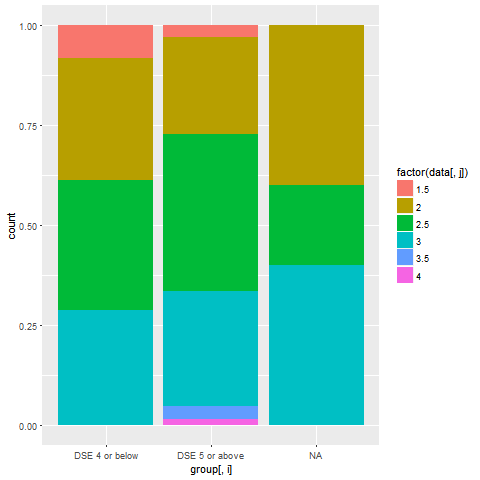 1.00
0.75
0.50
0.25
0.00
count
DSE 4 or below
DSE 5 or above
NA
group[, i]
factor(data[, j])
1.5
2
2.5
3
3.5
4